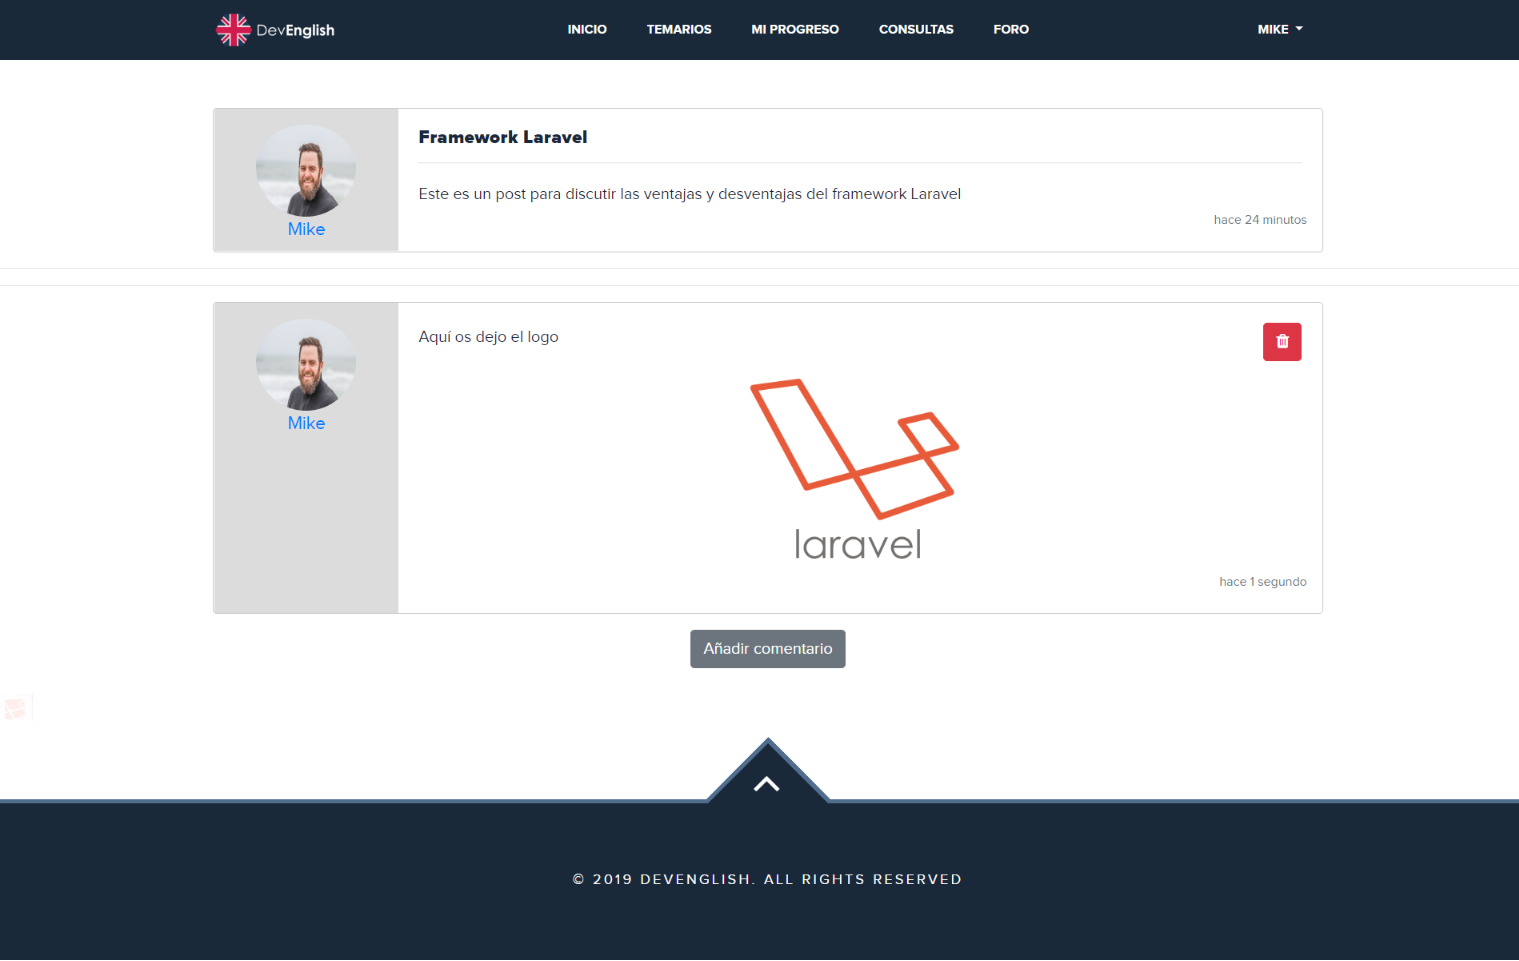 DevEnglish
INICIO
TEMARIOS
MI PROGRESO
CONSULTAS
FORO
MIKE
Framework Laravel
Este es un post para discutir las ventajas y desventajas del framework Laravel
hace 24 minutos
Mike
Aquí os dejo el logo
Mike
laravel
hace 1 segundo
Añadir comentario
© 2019 DEVENGLISH. ALL RIGHTS RESERVED